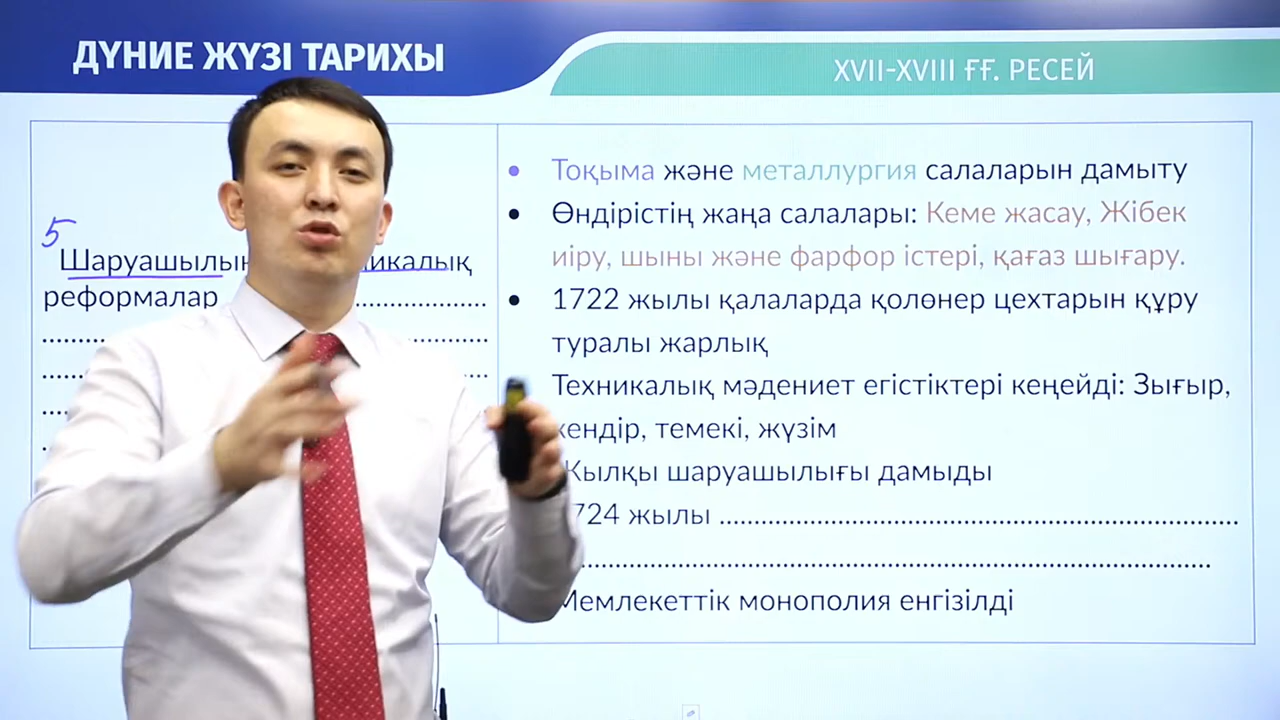 ДҮНИЕ ЖҮЗІ ТАРИХЫ
XVII-XVIII ҒҒ. РЕСЕЙ
5
реформалар
• Тоқыма және металлургия салаларын дамыту
• Өндірістің жаңа салалары: Кеме жасау, Жібек
иіру, шыны және фарфор істері, қағаз шығару.
• 1722 жылы қалаларда қолөнер цехтарын құру
туралы жарлық
Техникалық мәдениет егістіктері кеңейді: Зығыр,
кендір, темекі, жүзім
Жылқы шаруашылығы дамыды
724 жылы ........................................................................
........................................................................
Мемлекеттік монополия енгізілді